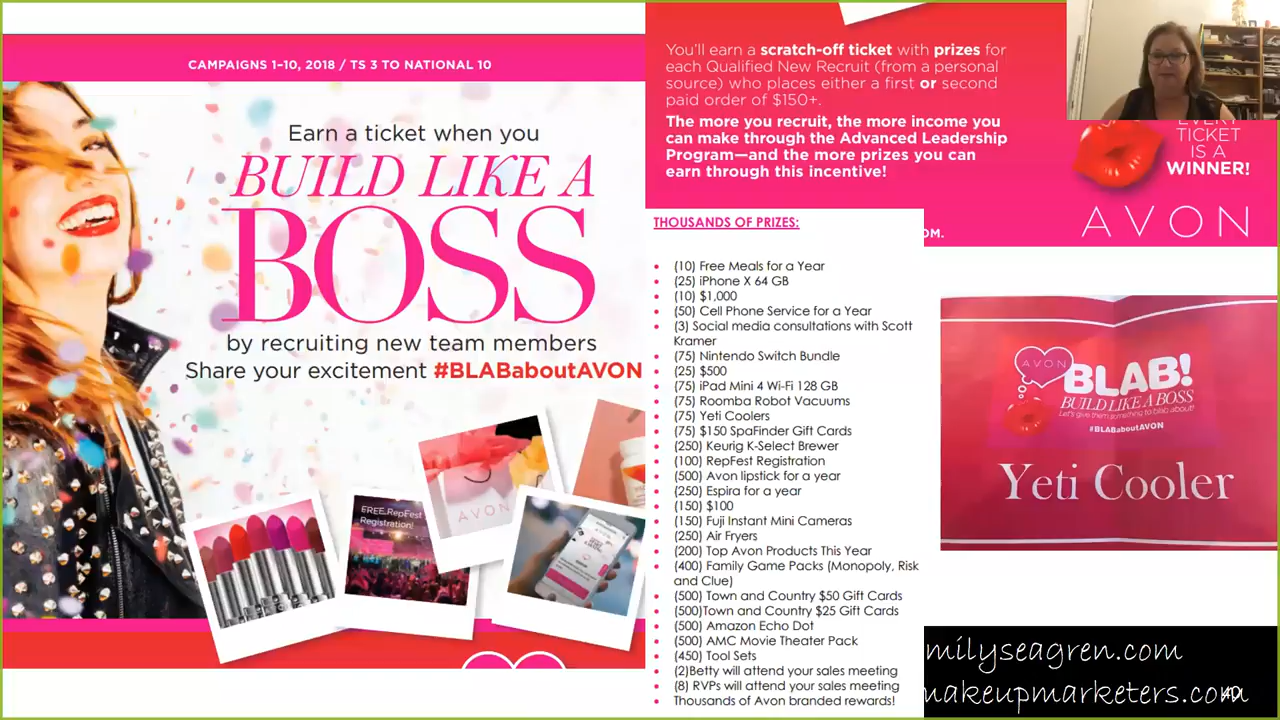 CAMPAIGNS 1–10, 2018 / TS 3 TO NATIONAL 10
Earn a ticket when you
BUILD LIKE A
BOSS
by recruiting new team members
Share your excitement #BLABaboutAVON
AVON
FREE RepFest
Registration!
You'll earn a scratch-off ticket with prizes for
each Qualified New Recruit (from a personal
source) who places either a first or second
paid order of $150+.
The more you recruit, the more income you
can make through the Advanced Leadership
Program—and the more prizes you can
earn through this incentive!
EVERY
TICKET
IS A
WINNER!
AVON
OM.
THOUSANDS OF PRIZES:
• (10) Free Meals for a Year
• (25) iPhone X 64 GB
• (10) $1,000
• (50) Cell Phone Service for a Year
• (3) Social media consultations with Scott
Kramer
• (75) Nintendo Switch Bundle
• (25) $500
• (75) iPad Mini 4 Wi-Fi 128 GB
• (75) Roomba Robot Vacuums
• (75) Yeti Coolers
• (75) $150 SpaFinder Gift Cards
• (250) Keurig K-Select Brewer
• (100) RepFest Registration
• (500) Avon lipstick for a year
• (250) Espira for a year
• (150) $100
• (150) Fuji Instant Mini Cameras
• (250) Air Fryers
• (200) Top Avon Products This Year
• (400) Family Game Packs (Monopoly, Risk
and Clue)
• (500) Town and Country $50 Gift Cards
• (500)Town and Country $25 Gift Cards
• (500) Amazon Echo Dot
• (500) AMC Movie Theater Pack
• (450) Tool Sets
• (2)Betty will attend your sales meeting
• (8) RVPs will attend your sales meeting
• Thousands of Avon branded rewards!
AVON
BLAB!
BUILD LIKE A BOSS
Let's give them something to blab about!
#BLABaboutAVON
Yeti Cooler
milyseagren.com
makeupmarketers.com
40